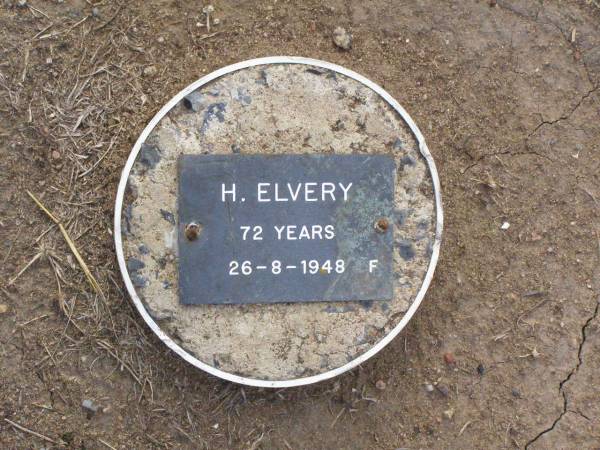 H. ELVERY
72 YEARS
26-8-1948 F